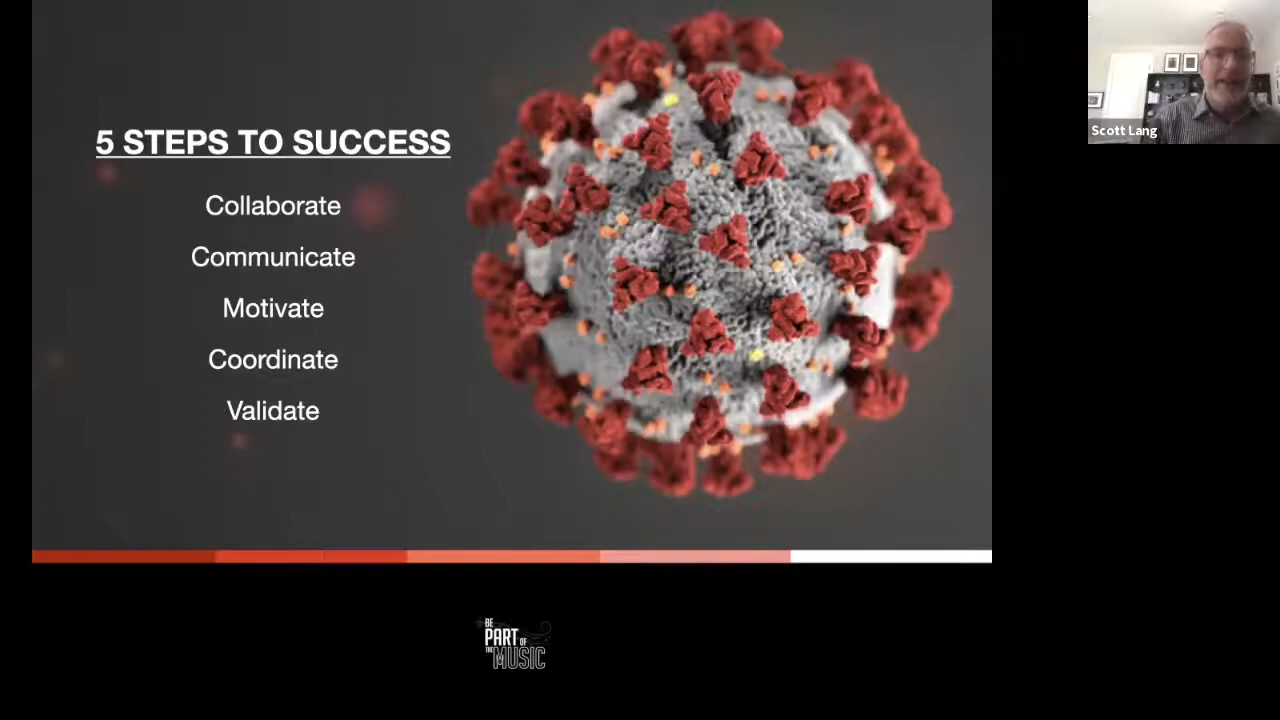 5 STEPS TO SUCCESS
Collaborate
Communicate
Motivate
Coordinate
Validate
Scott Lang
BE
PART OF
THE MUSIC